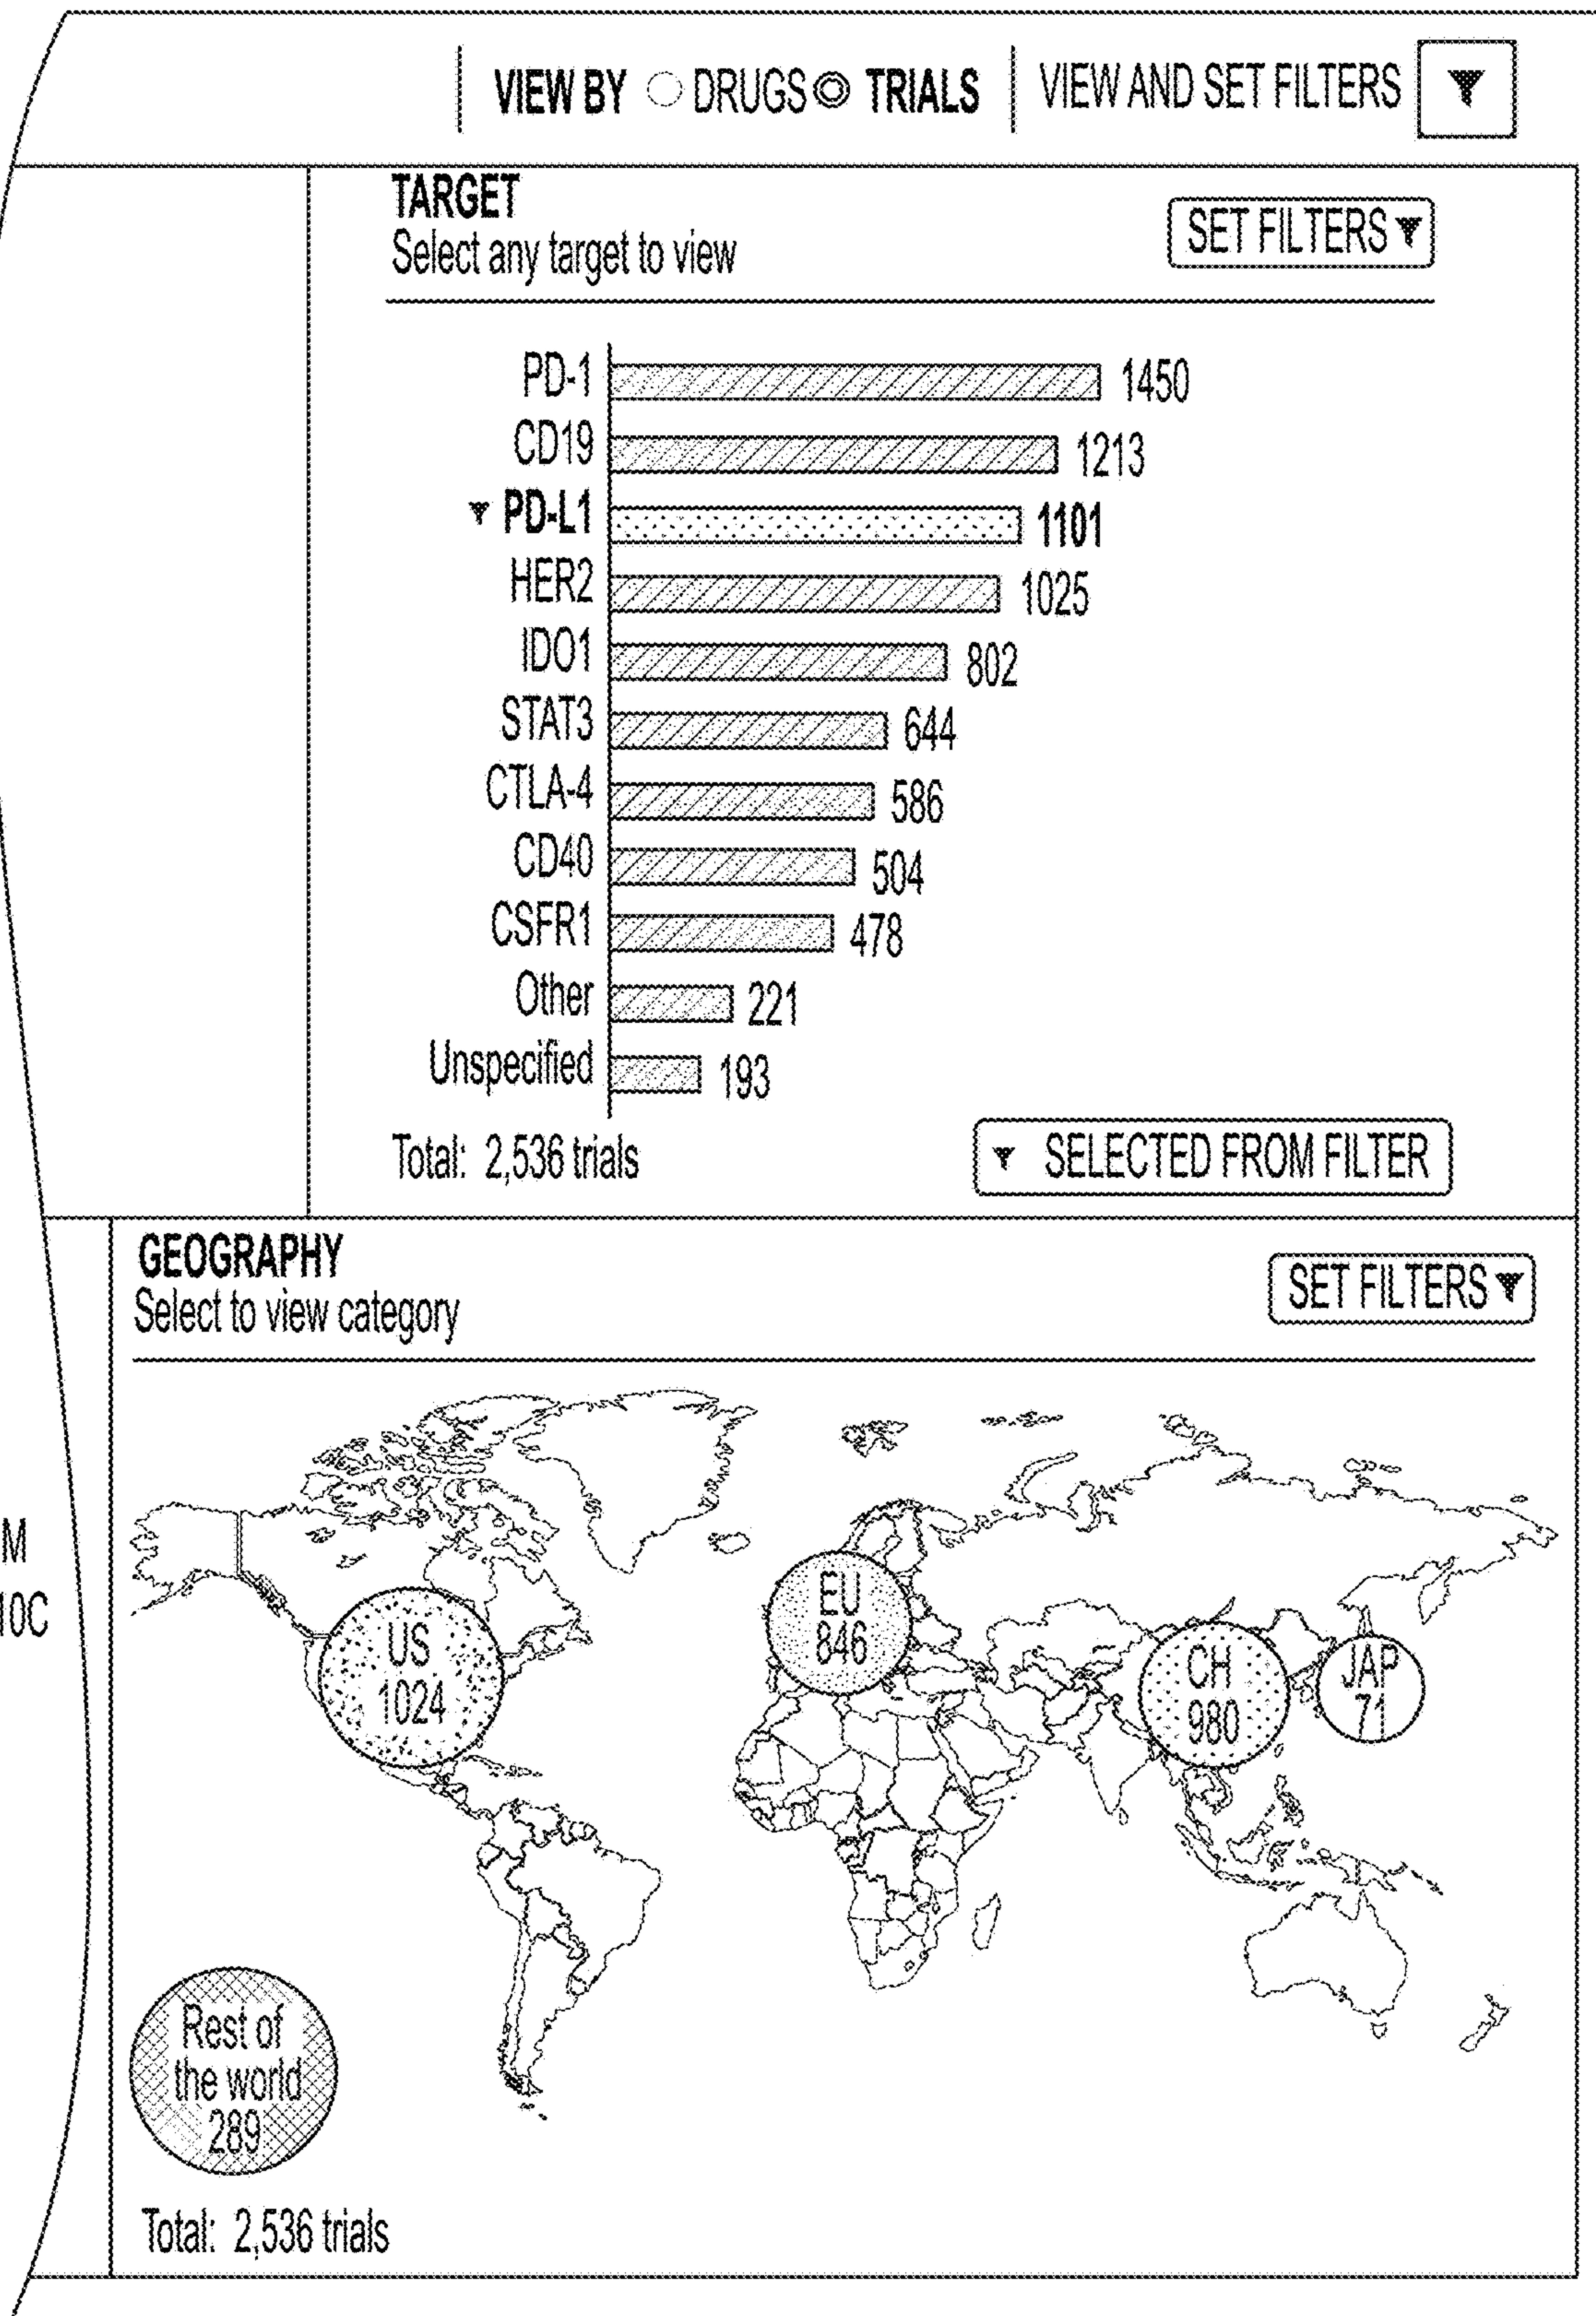 VIEW BY DRUGS TRIALS VIEW AND SET FILTERS
TARGET
SET FILTERS
Select any target to view
PD-1 1450
CD19 1213
PD-L1 1101
HER2 1025
IDO1 802
STAT3 644
CTLA-4 586
CD40 504
CSFR1 478
Other 221
Unspecified 193
Total: 2,536 trials
SELECTED FROM FILTER
GEOGRAPHY
SET FILTERS
Select to view category
M
10C
US
1024
EU
846
CH
980
JAP
71
Rest of
the world
289
Total: 2,536 trials